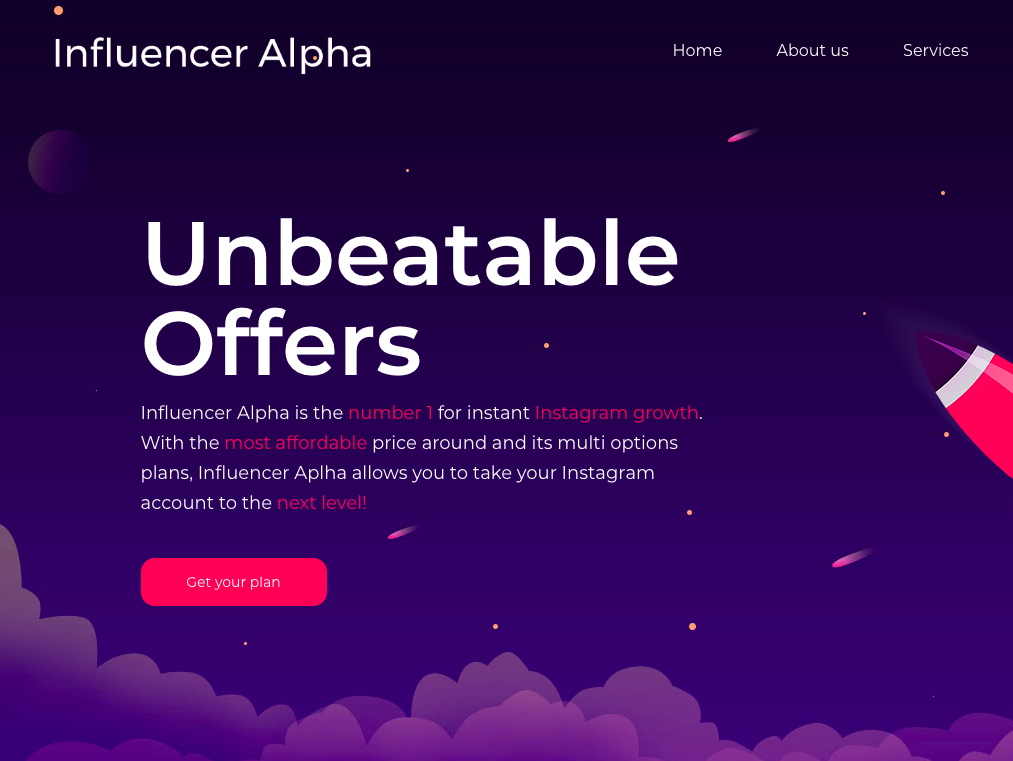 Influencer Alpha
Home
About us
Services
Unbeatable
Offers
Influencer Alpha is the number 1 for instant Instagram growth.
With the most affordable price around and its multi options
plans, Influencer Aplha allows you to take your Instagram
account to the next level!
Get your plan